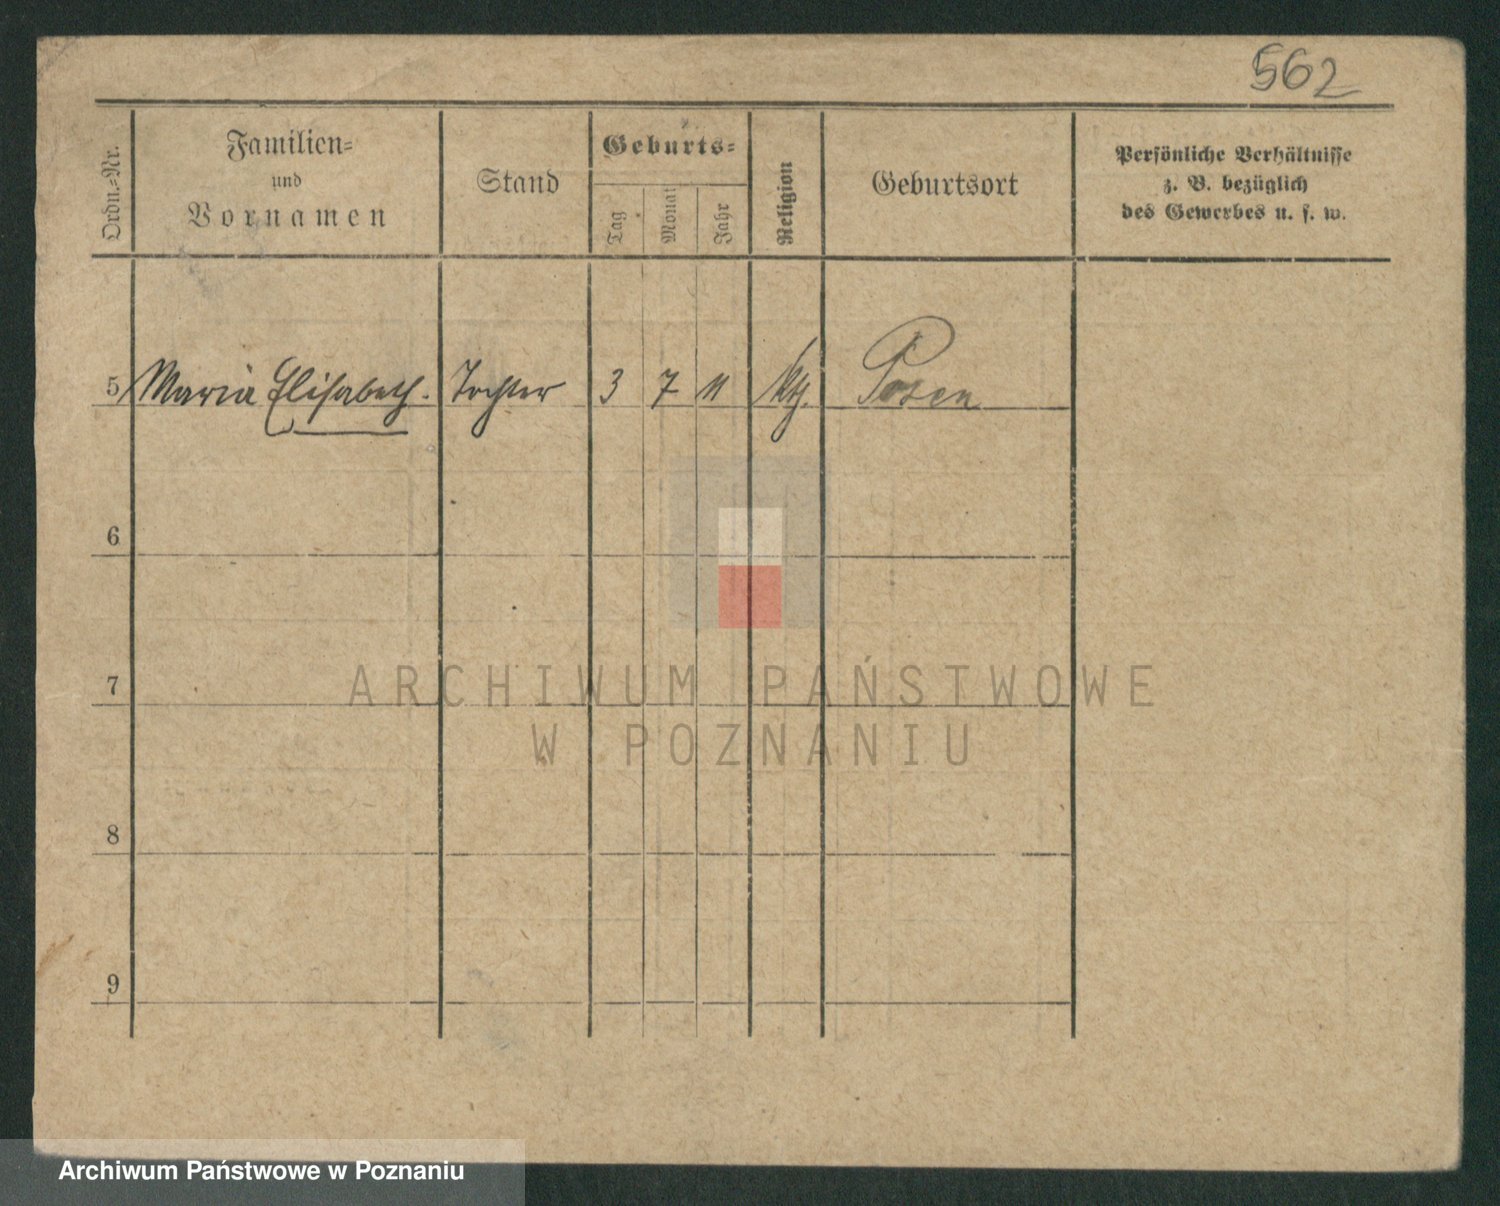 562
Ordn.-Nr.
Familien-
und
Vornamen
Stand
Geburts-
Tag
Monat
Jahr
Religion
Geburtsort
Persönliche Verhältnisse
z. B. bezüglich
des Gewerbes u. s. w.
5 Maria Elisabeth. Tochter 3 7 11 kth. Posen
6
7
8
9
ARCHIWUM PAŃSTWOWE
W POZNANIU
Archiwum Państwowe w Poznaniu